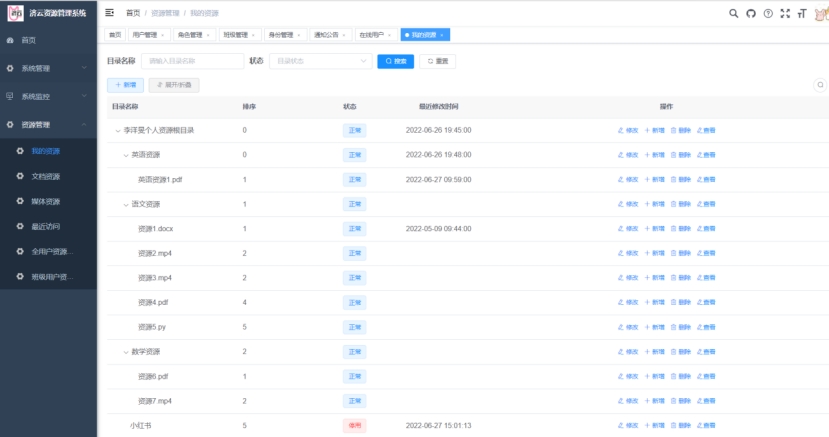 济云资源管理系统
首页 / 资源管理 / 我的资源
首页 用户管理 × 角色管理 × 班级管理 × 身份管理 × 通知公告 × 在线用户 × 我的资源 ×
首页
系统管理
系统监控
资源管理
我的资源
文档资源
媒体资源
最近访问
全用户资源...
班级用户资...
目录名称 请输入目录名称 状态 目录状态 搜索 重置
+ 新增 展开/折叠
目录名称 排序 状态 最近修改时间 操作
李洋旻个人资源根目录 0 正常 2022-06-26 19:45:00 修改 + 新增 删除 查看
英语资源 0 正常 2022-06-26 19:48:00 修改 + 新增 删除 查看
英语资源1.pdf 1 正常 2022-06-27 09:59:00 修改 + 新增 删除 查看
语文资源 1 正常 修改 + 新增 删除 查看
资源1.docx 1 正常 2022-05-09 09:44:00 修改 + 新增 删除 查看
资源2.mp4 2 正常 修改 + 新增 删除 查看
资源3.mp4 2 正常 修改 + 新增 删除 查看
资源4.pdf 4 正常 修改 + 新增 删除 查看
资源5.py 5 正常 修改 + 新增 删除 查看
数学资源 2 正常 修改 + 新增 删除 查看
资源6.pdf 1 正常 修改 + 新增 删除 查看
资源7.mp4 2 正常 修改 + 新增 删除 查看
小红书 5 停用 2022-06-27 15:01:13 修改 + 新增 删除 查看